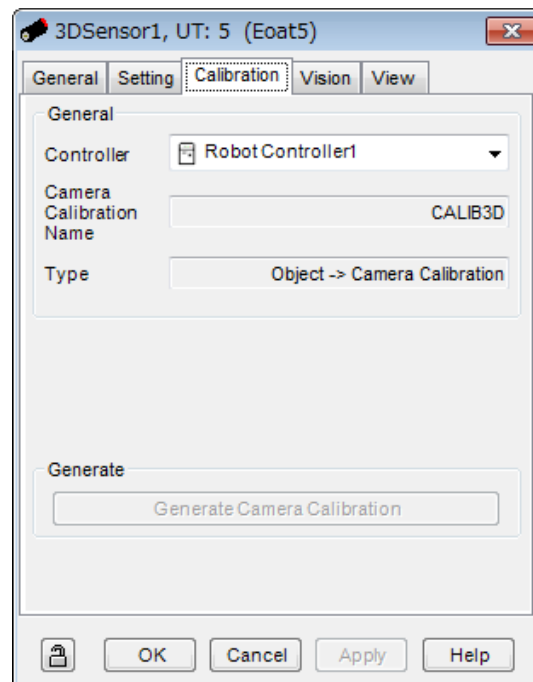 3DSensor1, UT: 5 (Eoat5)
General Setting Calibration Vision View
General
Controller Robot Controller1
Camera
Calibration
Name
CALIB3D
Type Object -> Camera Calibration
Generate
Generate Camera Calibration
OK Cancel Apply Help